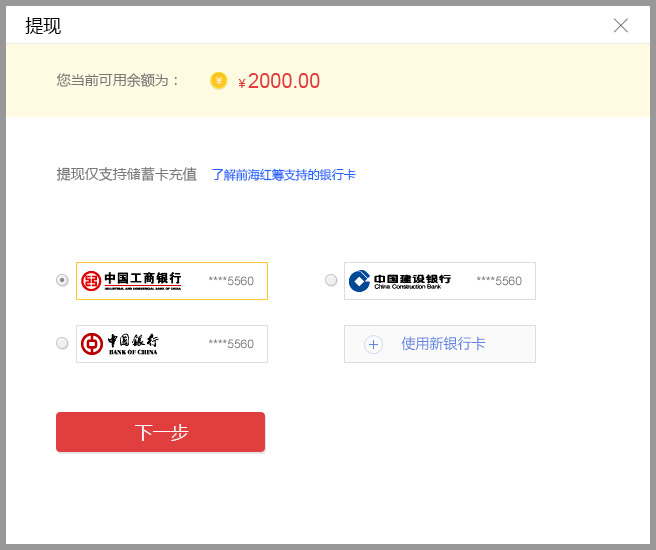 提现
您当前可用余额为： ¥ ¥2000.00
提现仅支持储蓄卡充值 了解前海红筹支持的银行卡
中国工商银行 ****5560
INDUSTRIAL AND COMMERCIAL BANK OF CHINA
中国建设银行 ****5560
China Construction Bank
中国银行 ****5560
BANK OF CHINA
使用新银行卡
下一步